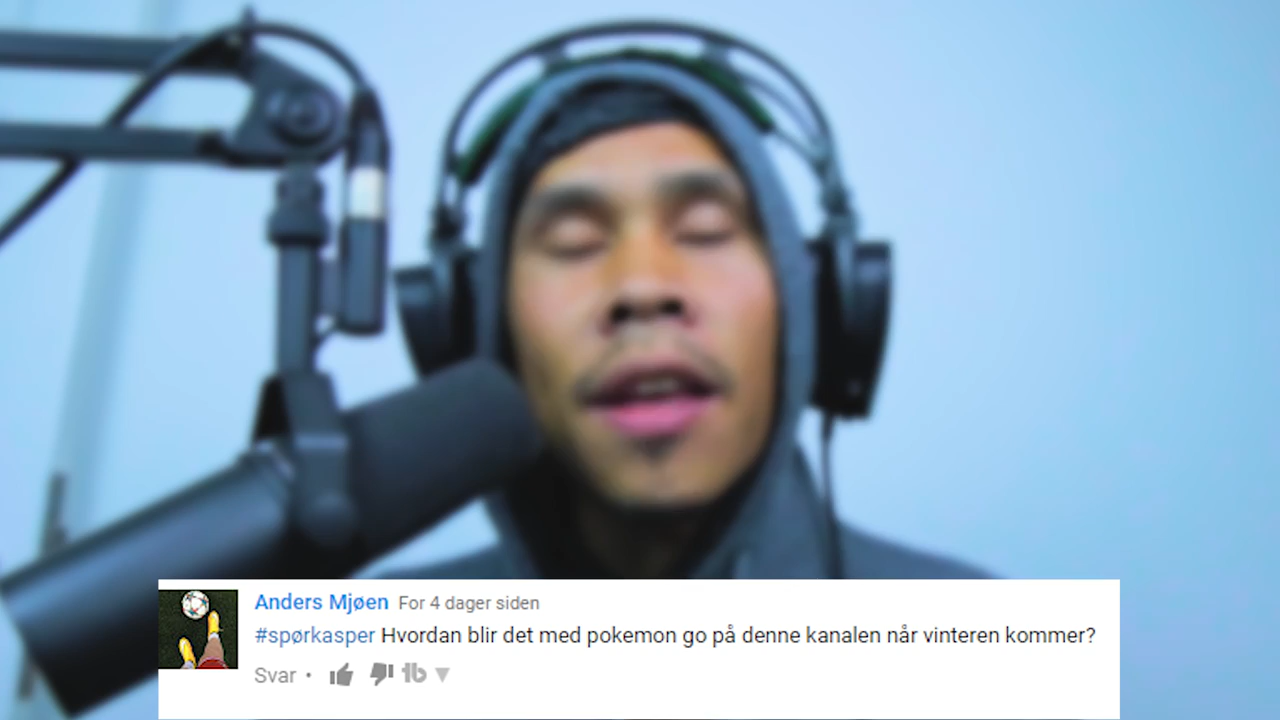 Anders Mjøen For 4 dager siden
#spørkasper Hvordan blir det med pokemon go på denne kanalen når vinteren kommer?
Svar •